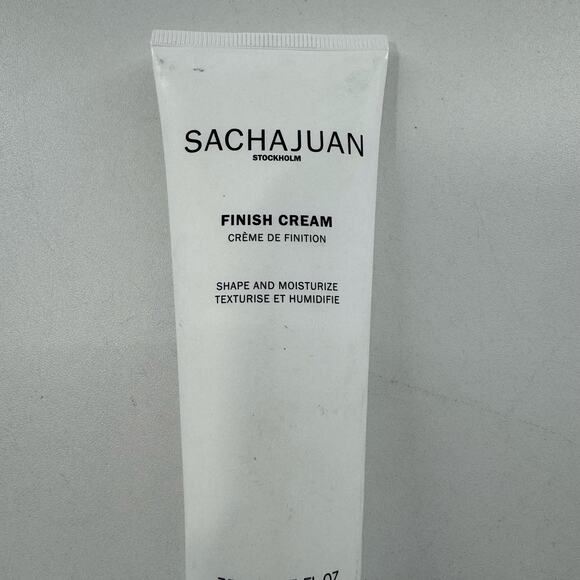 SACHAJUAN
STOCKHOLM
FINISH CREAM
CRÈME DE FINITION
SHAPE AND MOISTURIZE
TEXTURISE ET HUMIDIFIE